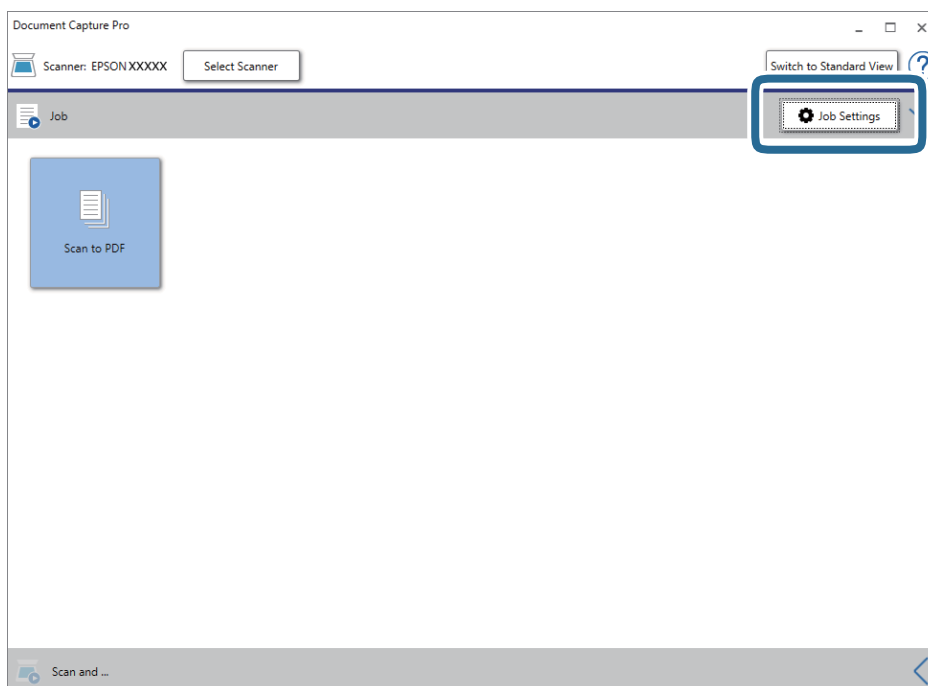 Document Capture Pro
Scanner: EPSON XXXXX Select Scanner Switch to Standard View ?
Job Job Settings
Scan to PDF
Scan and ...